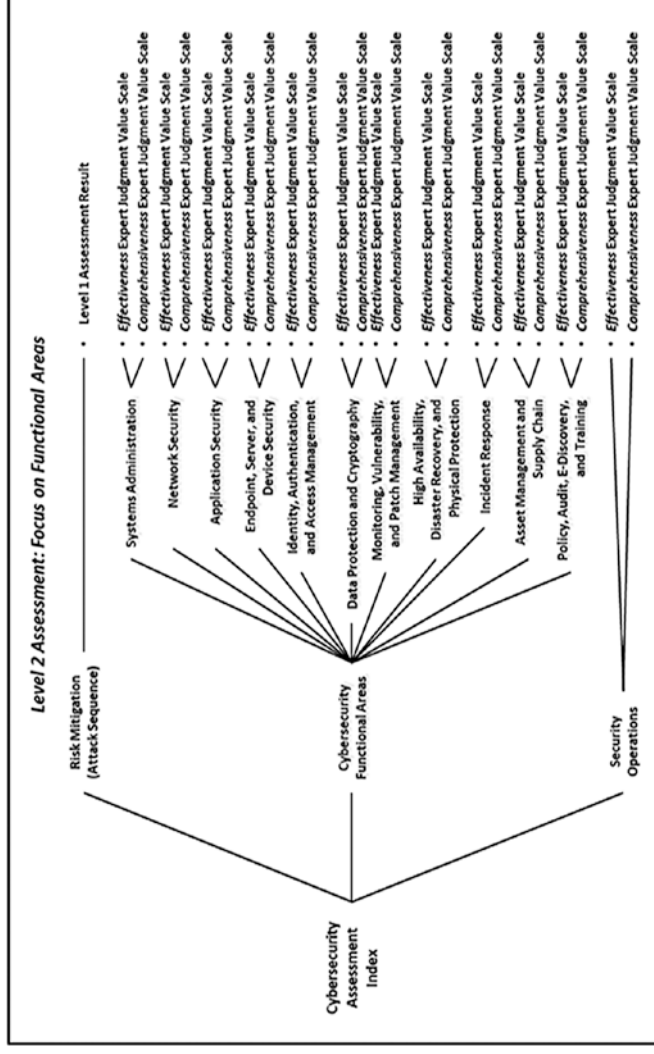 Level 2 Assessment: Focus on Functional Areas
Cybersecurity
Assessment
Index
Risk Mitigation
(Attack Sequence)
• Level 1 Assessment Result
Cybersecurity
Functional Areas
Systems Administration
• Effectiveness Expert Judgment Value Scale
• Comprehensiveness Expert Judgment Value Scale
Network Security
• Effectiveness Expert Judgment Value Scale
• Comprehensiveness Expert Judgment Value Scale
Application Security
• Effectiveness Expert Judgment Value Scale
• Comprehensiveness Expert Judgment Value Scale
Endpoint, Server, and
Device Security
• Effectiveness Expert Judgment Value Scale
• Comprehensiveness Expert Judgment Value Scale
Identity, Authentication,
and Access Management
• Effectiveness Expert Judgment Value Scale
• Comprehensiveness Expert Judgment Value Scale
Data Protection and Cryptography
• Effectiveness Expert Judgment Value Scale
• Comprehensiveness Expert Judgment Value Scale
Monitoring, Vulnerability,
and Patch Management
• Effectiveness Expert Judgment Value Scale
• Comprehensiveness Expert Judgment Value Scale
High Availability,
Disaster Recovery, and
Physical Protection
• Effectiveness Expert Judgment Value Scale
• Comprehensiveness Expert Judgment Value Scale
Incident Response
• Effectiveness Expert Judgment Value Scale
• Comprehensiveness Expert Judgment Value Scale
Asset Management and
Supply Chain
• Effectiveness Expert Judgment Value Scale
• Comprehensiveness Expert Judgment Value Scale
Policy, Audit, E-Discovery,
and Training
• Effectiveness Expert Judgment Value Scale
• Comprehensiveness Expert Judgment Value Scale
Security
Operations
• Effectiveness Expert Judgment Value Scale
• Comprehensiveness Expert Judgment Value Scale